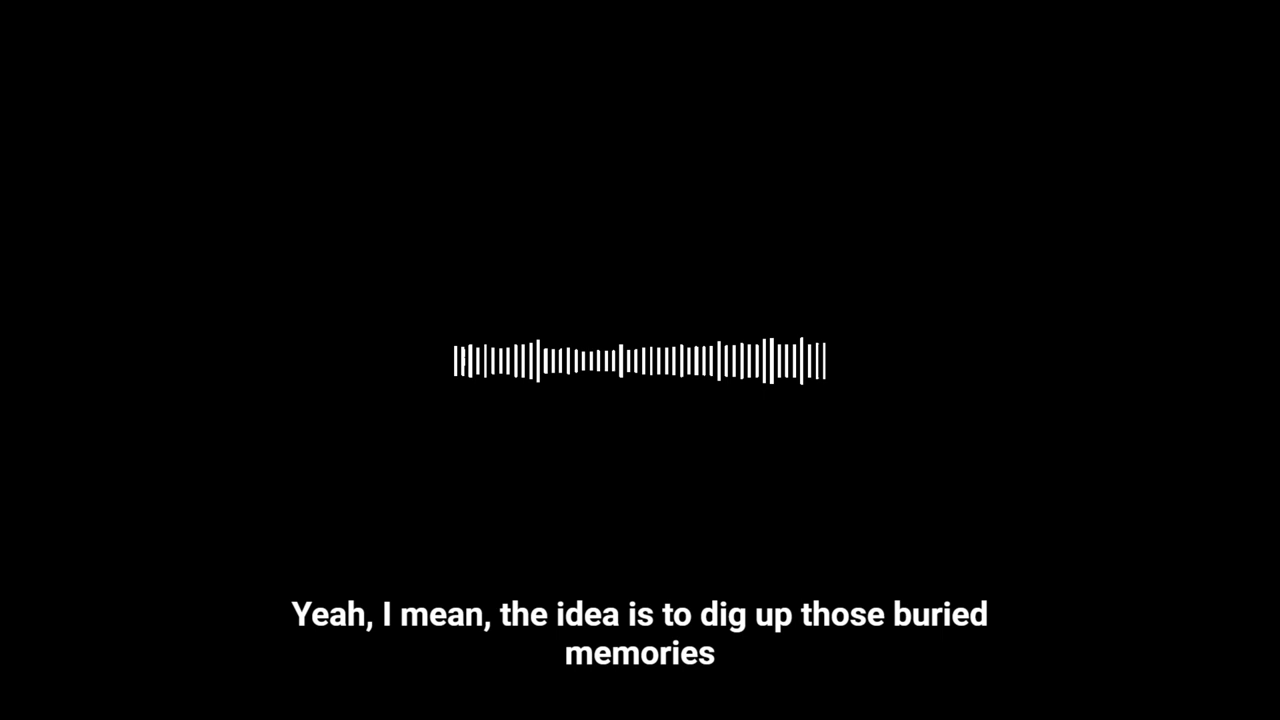 Yeah, I mean, the idea is to dig up those buried
memories